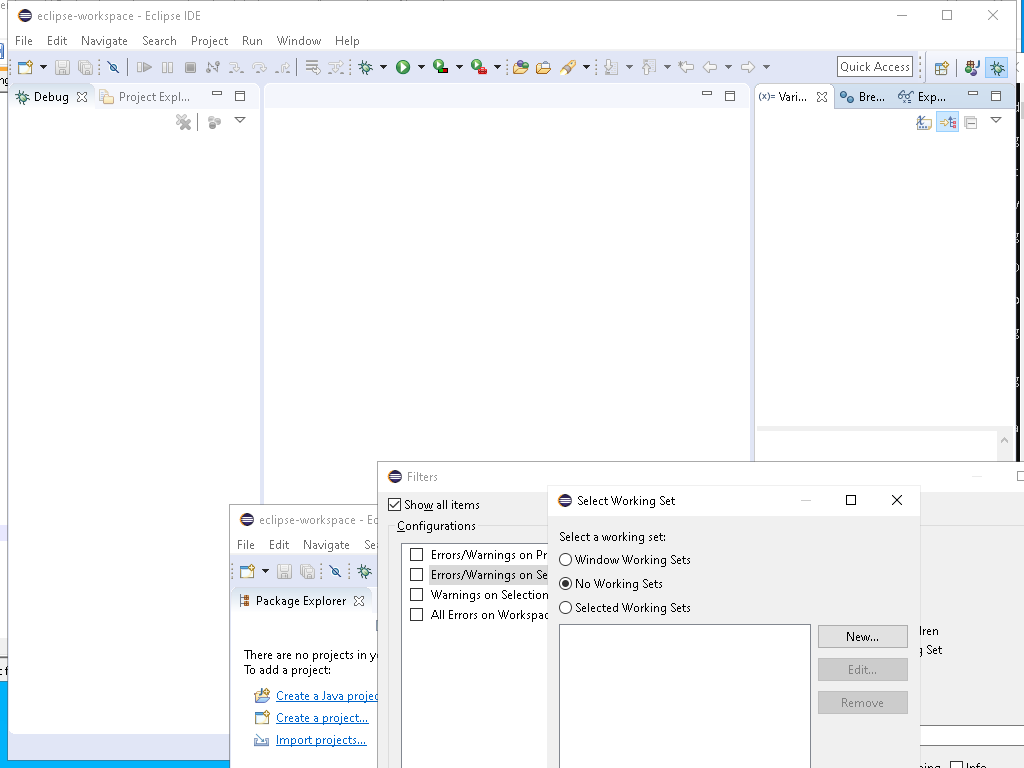 eclipse-workspace - Eclipse IDE
File Edit Navigate Search Project Run Window Help
Quick Access
Debug
Project Expl...
(x)= Vari...
Bre...
Exp...
Filters
Show all items
Configurations
Errors/Warnings on Pr
Errors/Warnings on Se
Warnings on Selection
All Errors on Workspac
Select Working Set
Select a working set:
Window Working Sets
No Working Sets
Selected Working Sets
New...
Edit...
Remove
eclipse-workspace - Ec
File Edit Navigate Se
Package Explorer
There are no projects in y
To add a project:
Create a Java projec
Create a project...
Import projects...
dren
g Set
Info